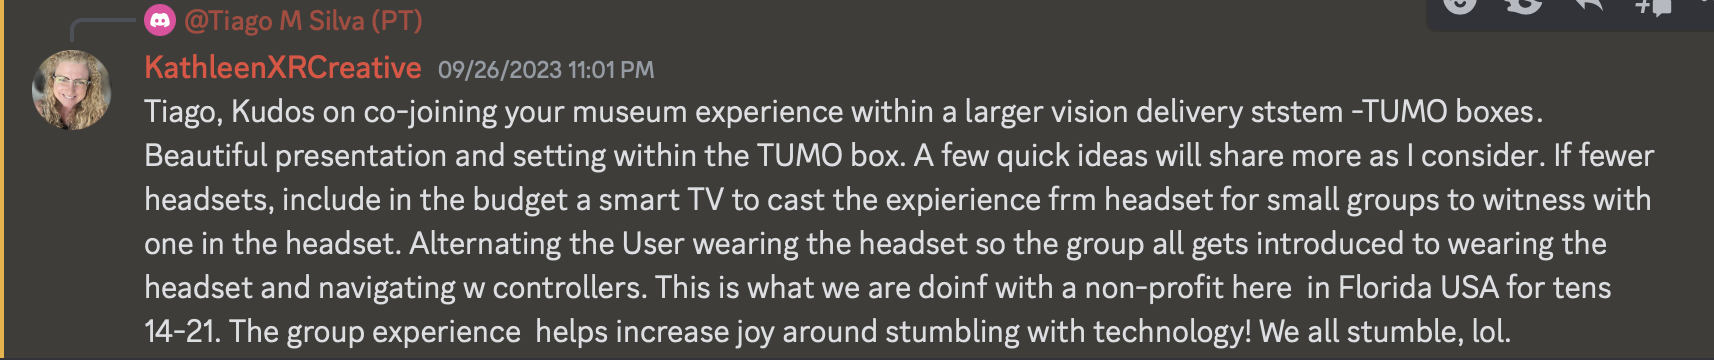 @Tiago M Silva (PT)
KathleenXRCreative 09/26/2023 11:01 PM
Tiago, Kudos on co-joining your museum experience within a larger vision delivery ststem -TUMO boxes.
Beautiful presentation and setting within the TUMO box. A few quick ideas will share more as I consider. If fewer
headsets, include in the budget a smart TV to cast the expierience frm headset for small groups to witness with
one in the headset. Alternating the User wearing the headset so the group all gets introduced to wearing the
headset and navigating w controllers. This is what we are doinf with a non-profit here  in Florida USA for tens
14-21. The group experience  helps increase joy around stumbling with technology! We all stumble, lol.